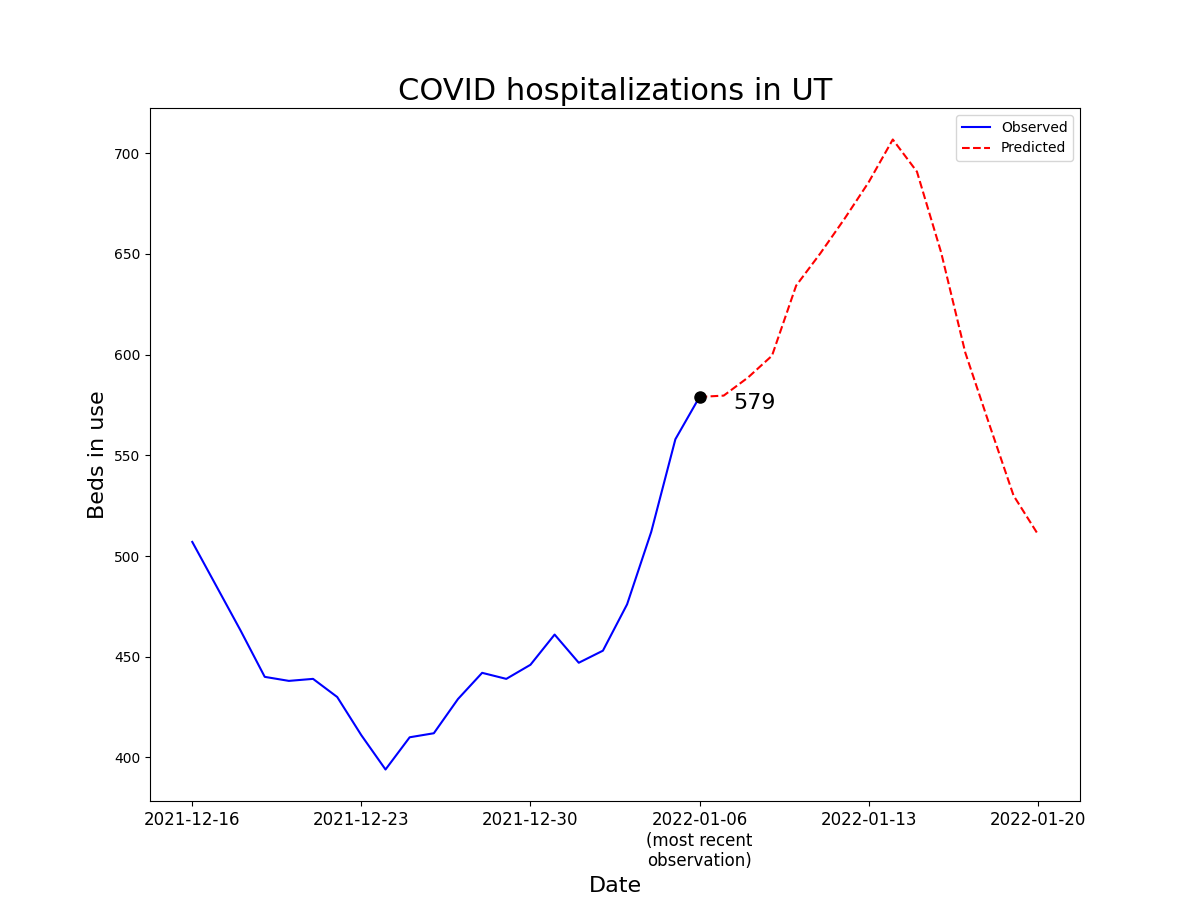 COVID hospitalizations in UT
Observed
Predicted
700
650
600
550
500
450
400
Beds in use
579
2021-12-16
2021-12-23
2021-12-30
2022-01-06
(most recent
observation)
2022-01-13
2022-01-20
Date